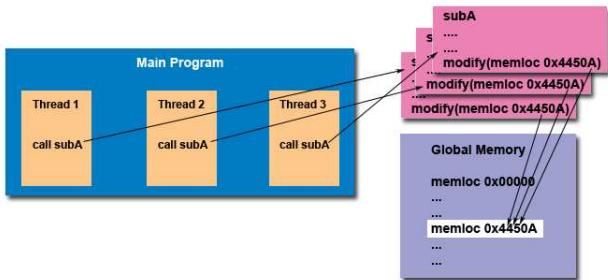 Main Program
Thread 1
call subA
Thread 2
call subA
Thread 3
call subA
subA
....
....
modify(memloc 0x4450A)
s
modify(memloc 0x4450A)
s
....
modify(memloc 0x4450A)
Global Memory
memloc 0x00000
...
...
memloc 0x4450A
...
...